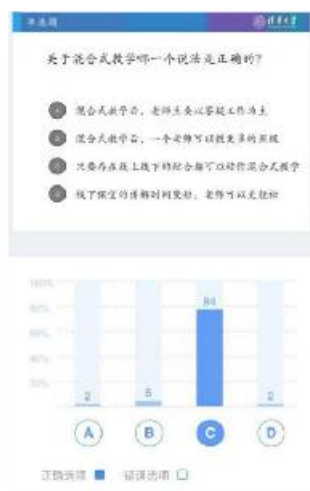 单选题
清华大学
关于混合式教学哪一个说法是正确的?
A 混合式教学后,老师主要以答疑工作为主
B 混合式教学后,一个老师可以教更多的班级
C 只要存在线上线下的结合都可以称作混合式教学
D 线下课堂的讲解时间变短,老师可以更轻松
100%
80%
60%
40%
20%
2
5
84
2
A B C D
正确选项 错误选项